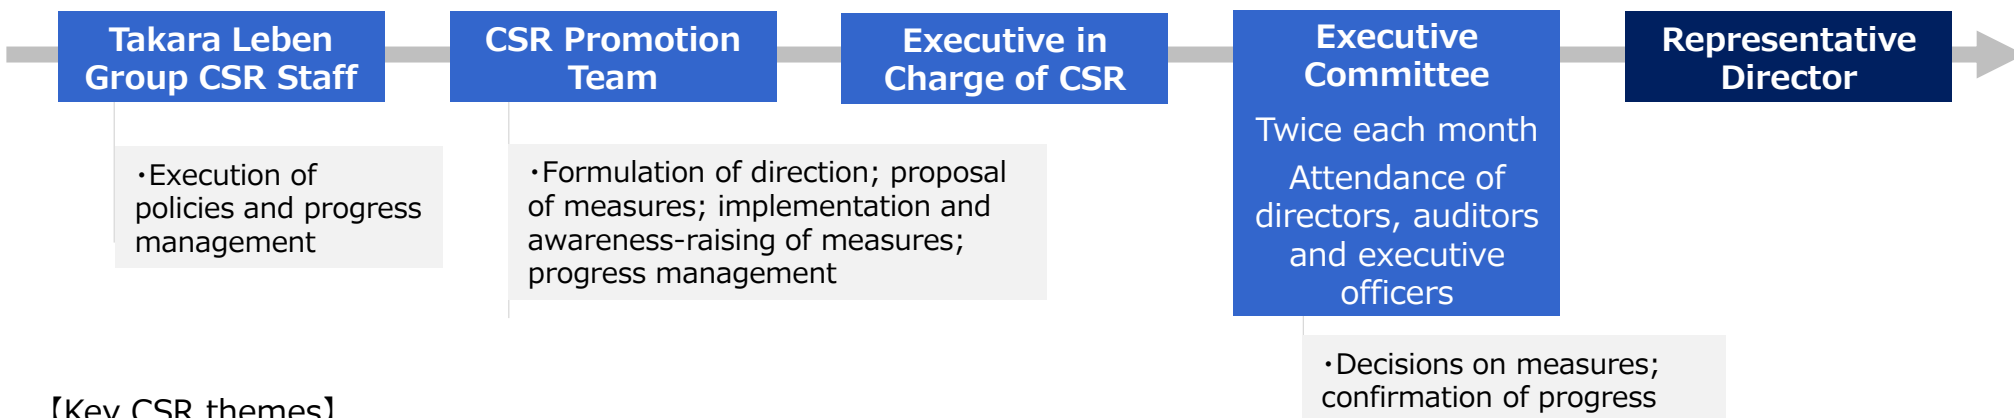 Takara Leben
Group CSR Staff
・Execution of
policies and progress
management
CSR Promotion
Team
・Formulation of direction; proposal
of measures; implementation and
awareness-raising of measures;
progress management
Executive in
Charge of CSR
Executive
Committee
Twice each month
Attendance of
directors, auditors
and executive
officers
・Decisions on measures;
confirmation of progress
Representative
Director
【Key CSR themes】